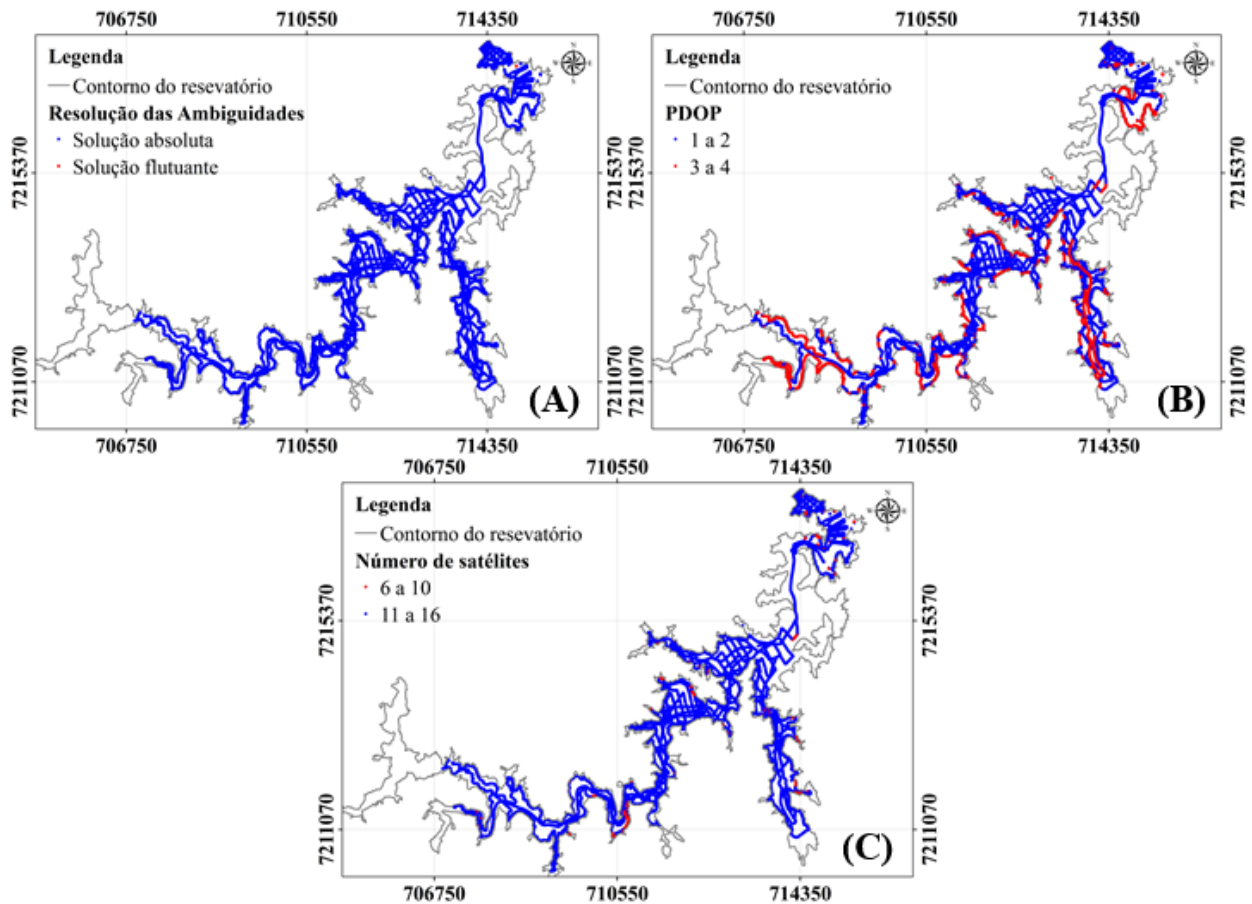 706750 710550 714350
706750 710550 714350
Legenda
Contorno do resevatório
Resolução das Ambiguidades
Solução absoluta
Solução flutuante
7215370
7211070
7215370
7211070
(A)
706750 710550 714350
Legenda
Contorno do resevatório
PDOP
1 a 2
3 a 4
7215370
7211070
(B)
706750 710550 714350
706750 710550 714350
Legenda
Contorno do resevatório
Número de satélites
6 a 10
11 a 16
7215370
7211070
7215370
7211070
(C)
706750 710550 714350